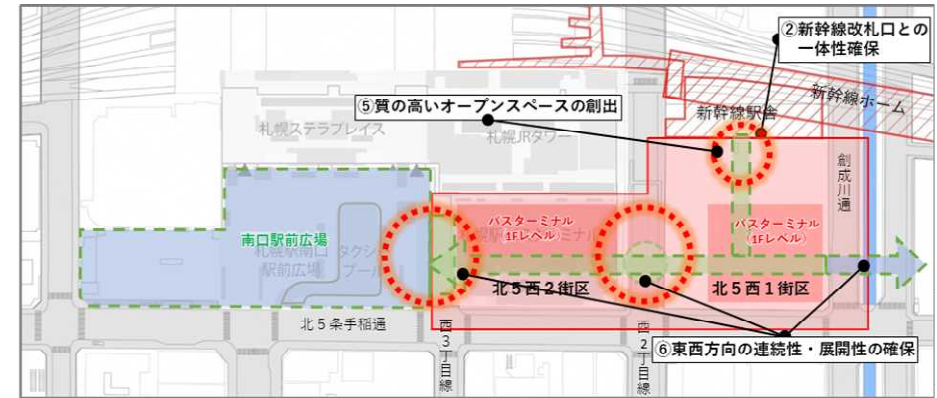 ②新幹線改札口との
一体性確保
⑤質の高いオープンスペースの創出
新幹線駅舎
新幹線ホーム
札幌ステラプレイス
札幌JRタワー
創成川通
バスターミナル
(1Fレベル)
バスターミナル
(1Fレベル)
南口駅前広場
札幌駅南口
駅前広場
タクシー
プール
北5西2街区
北5西1街区
北5条手稲通
西3丁目線
西2丁目線
⑥東西方向の連続性・展開性の確保